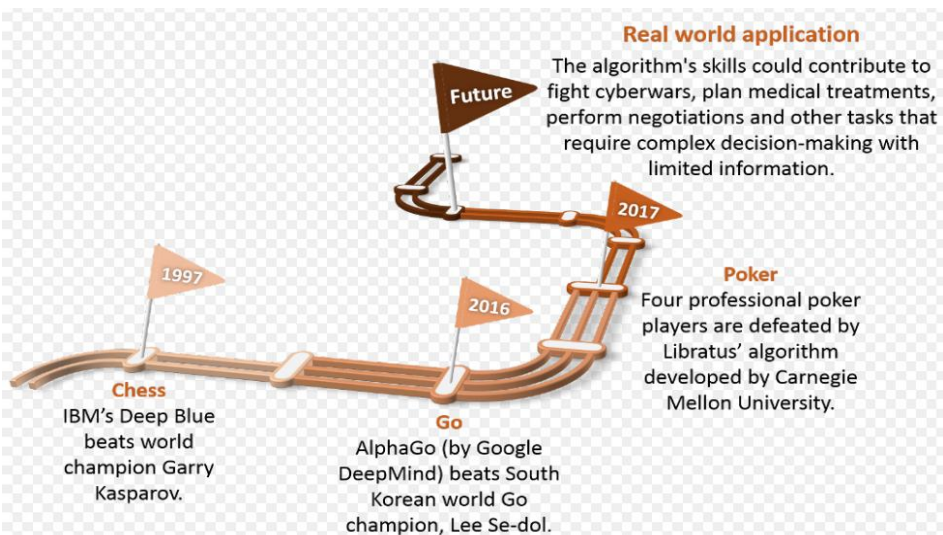 1997
Chess
IBM's Deep Blue
beats world
champion Garry
Kasparov.
2016
Go
AlphaGo (by Google
DeepMind) beats South
Korean world Go
champion, Lee Se-dol.
2017
Poker
Four professional poker
players are defeated by
Libratus’ algorithm
developed by Carnegie
Mellon University.
Future
Real world application
The algorithm's skills could contribute to
fight cyberwars, plan medical treatments,
perform negotiations and other tasks that
require complex decision-making with
limited information.